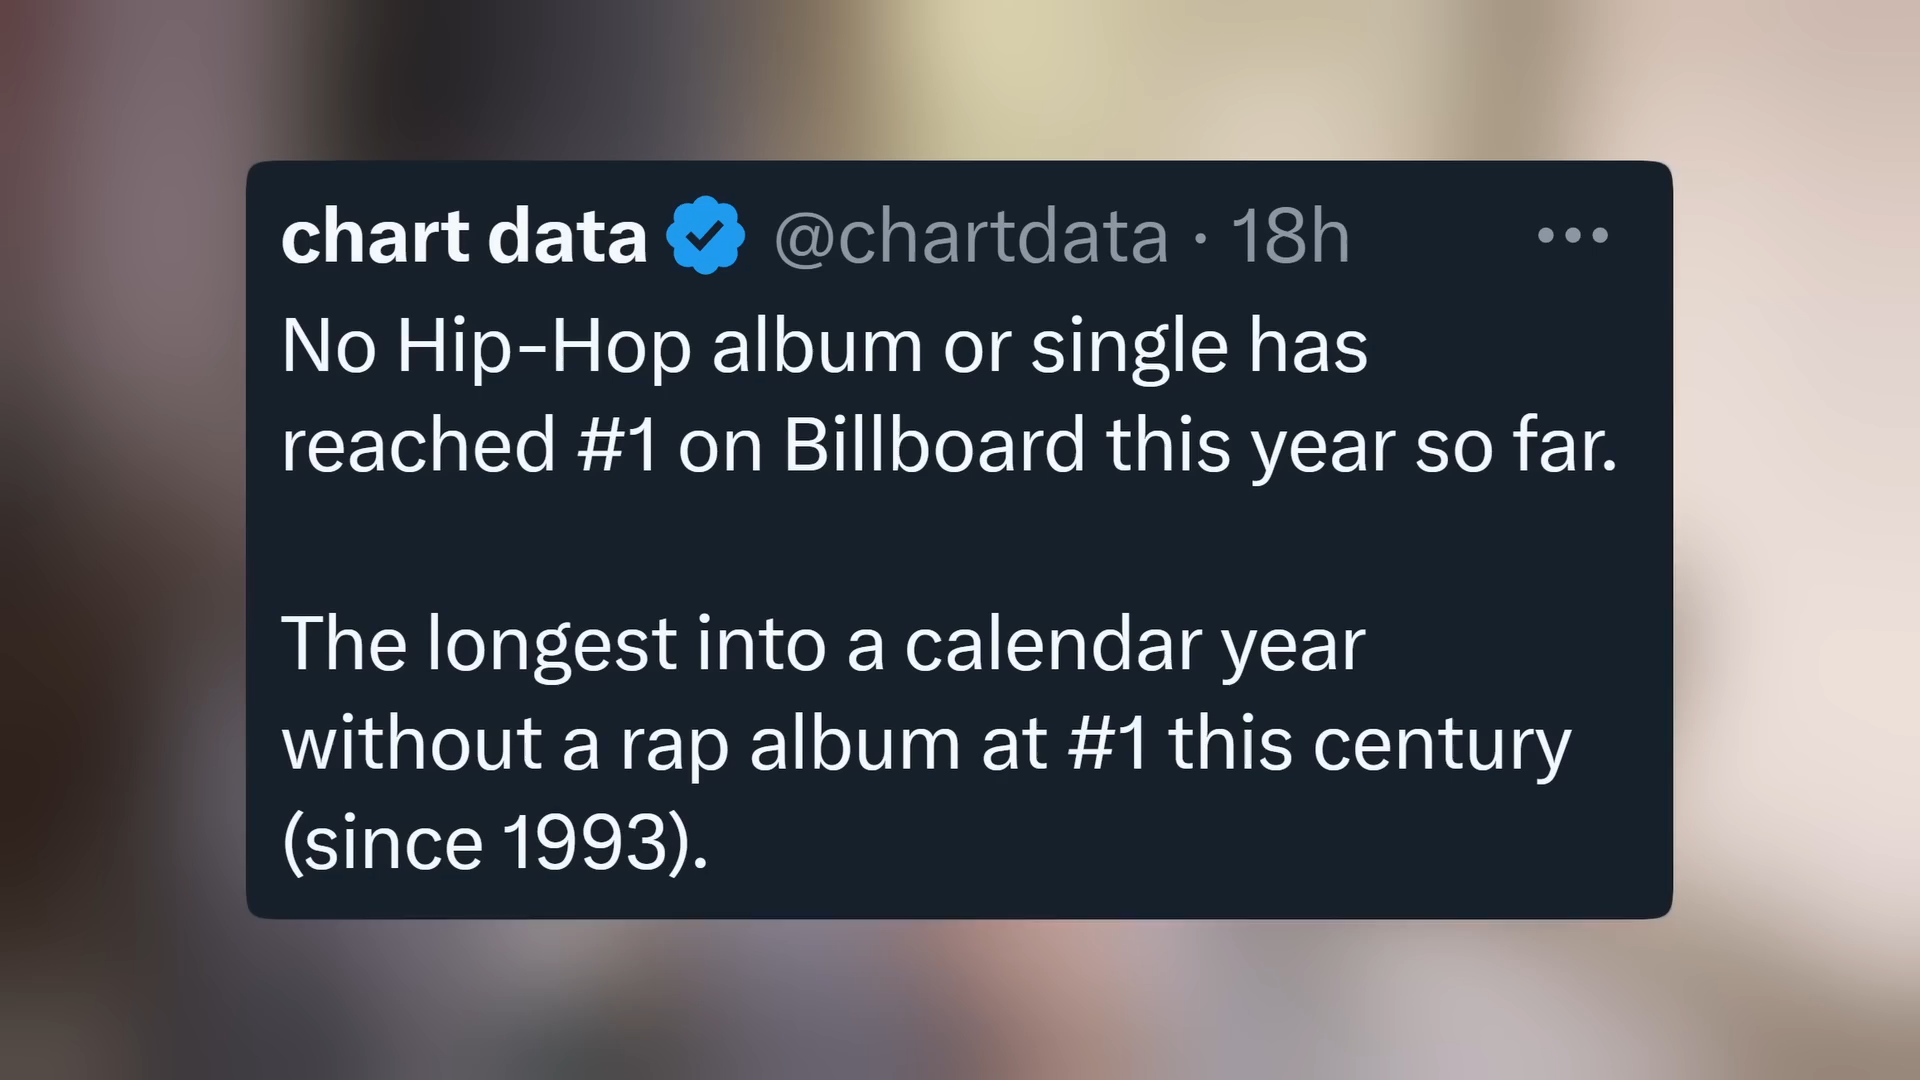 chart data @chartdata · 18h
No Hip-Hop album or single has
reached #1 on Billboard this year so far.
The longest into a calendar year
without a rap album at #1 this century
(since 1993).